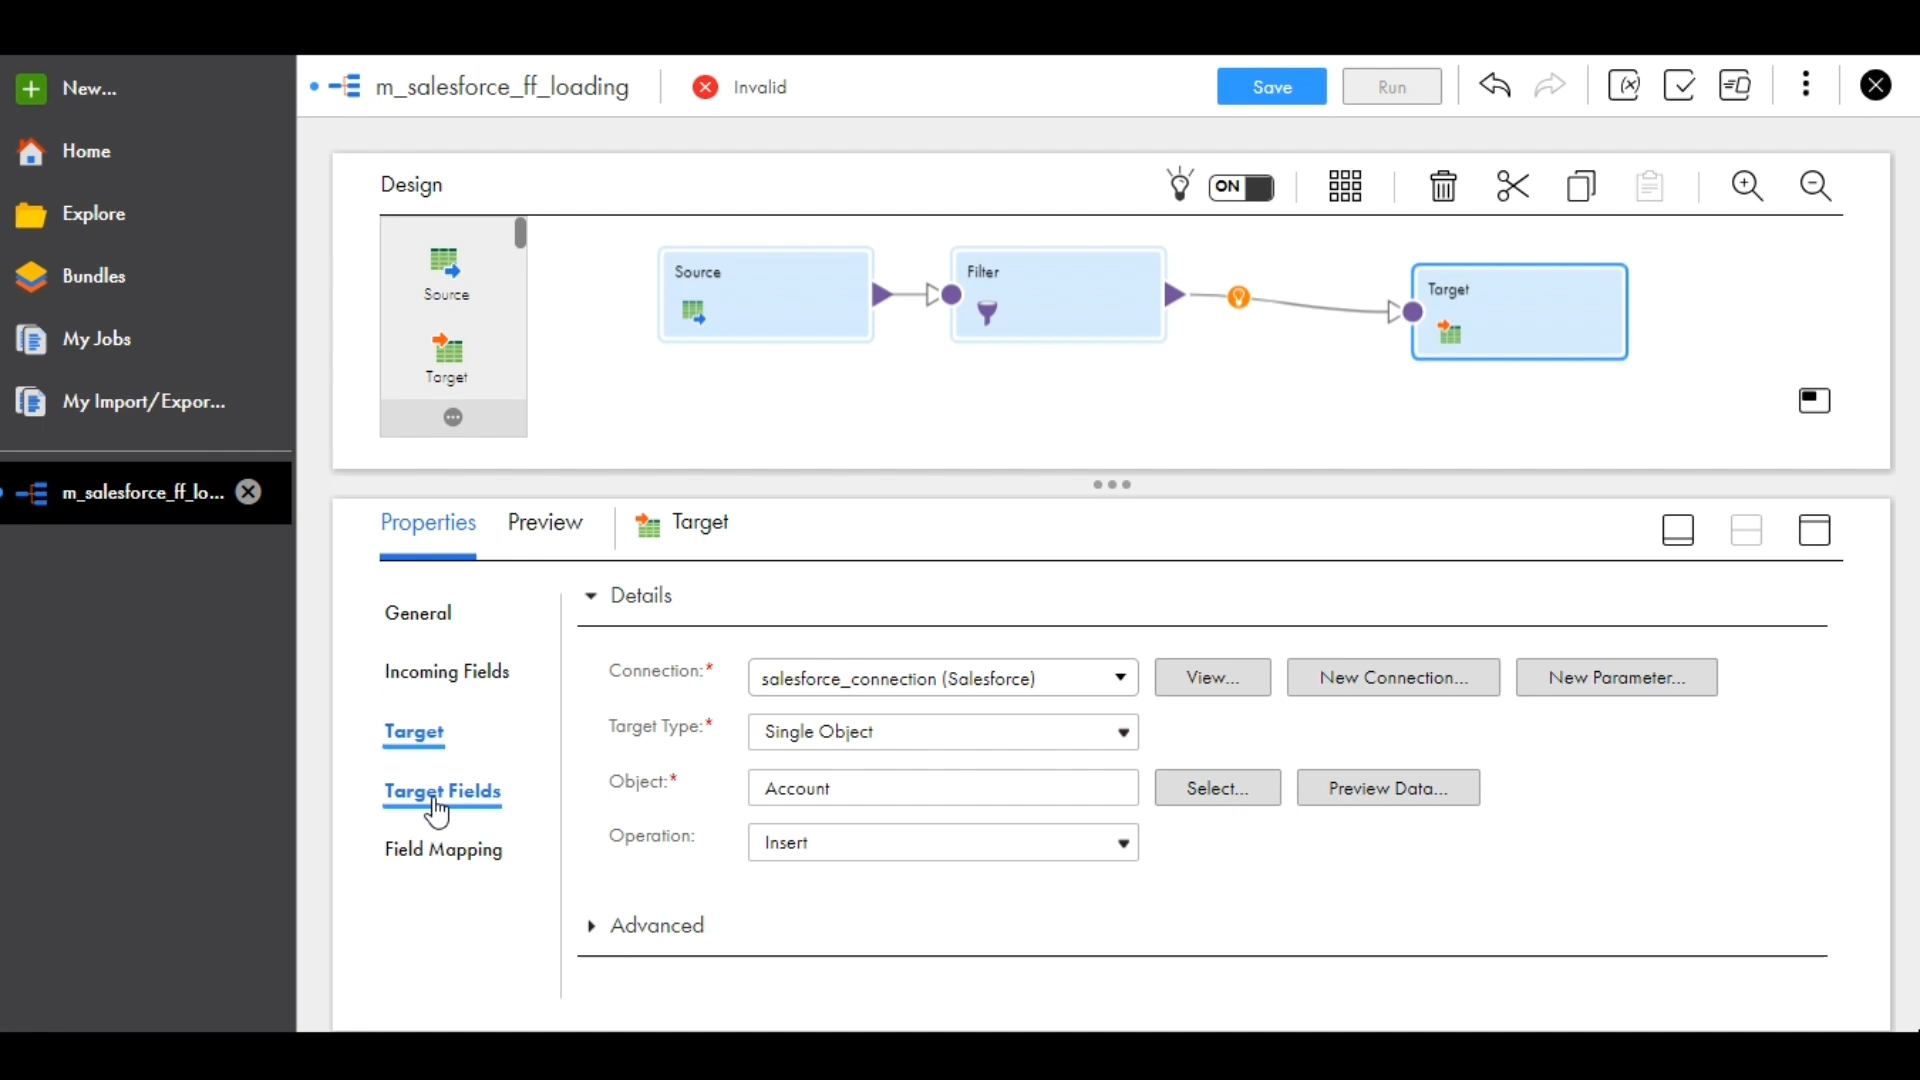 New...
Home
Explore
Bundles
My Jobs
My Import/Expor...
m_salesforce_ff_lo...
m_salesforce_ff_loading
Invalid
Save
Run
(x)
Design
ON
Source
Target
Source
Filter
Target
Properties
Preview
Target
General
Incoming Fields
Target
Target Fields
Field Mapping
Details
Connection:* salesforce_connection (Salesforce) View... New Connection... New Parameter...
Target Type:* Single Object
Object:* Account Select... Preview Data...
Operation: Insert
Advanced